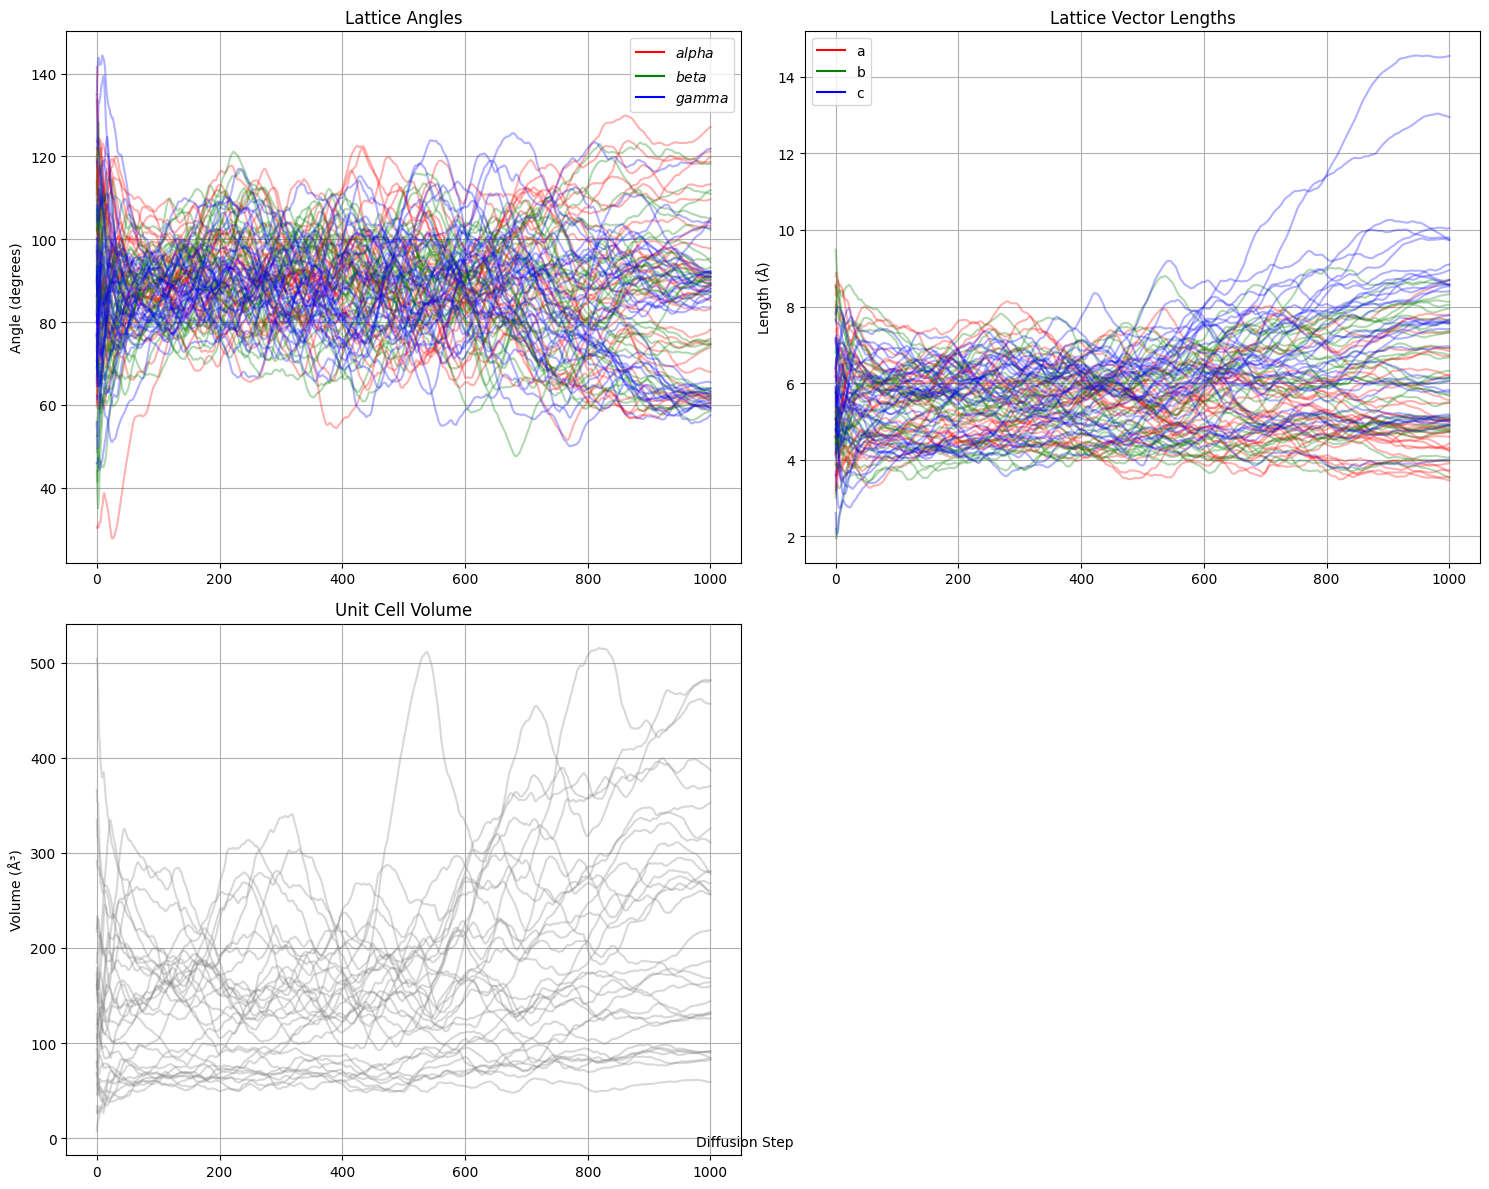 Lattice Angles
140
120
100
80
60
40
Angle (degrees)
0 200 400 600 800 1000
alpha
beta
gamma
Lattice Vector Lengths
14
12
10
8
6
4
2
Length (Å)
0 200 400 600 800 1000
a
b
c
Unit Cell Volume
500
400
300
200
100
0
Volume (Å³)
0 200 400 600 800 1000
Diffusion Step